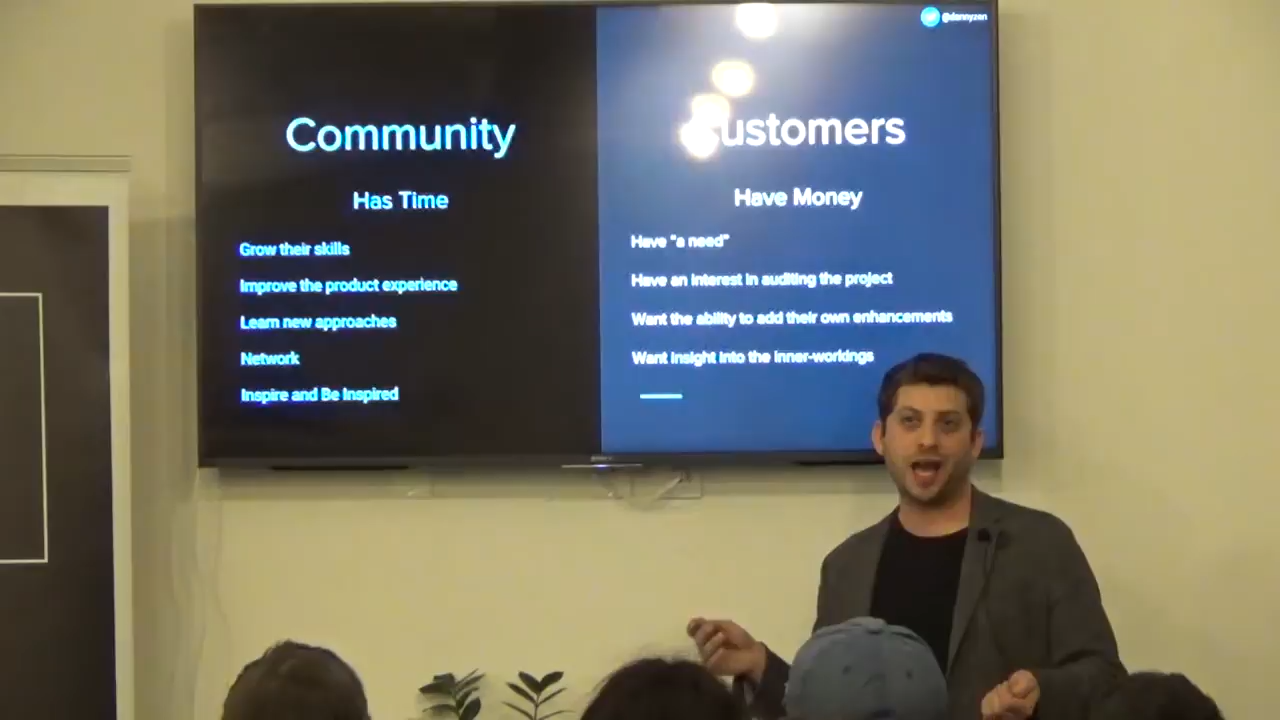 @dannyzen
Community
Has Time
Grow their skills
Improve the product experience
Learn new approaches
Network
Inspire and Be Inspired
Customers
Have Money
Have "a need"
Have an interest in auditing the project
Want the ability to add their own enhancements
Want insight into the inner-workings